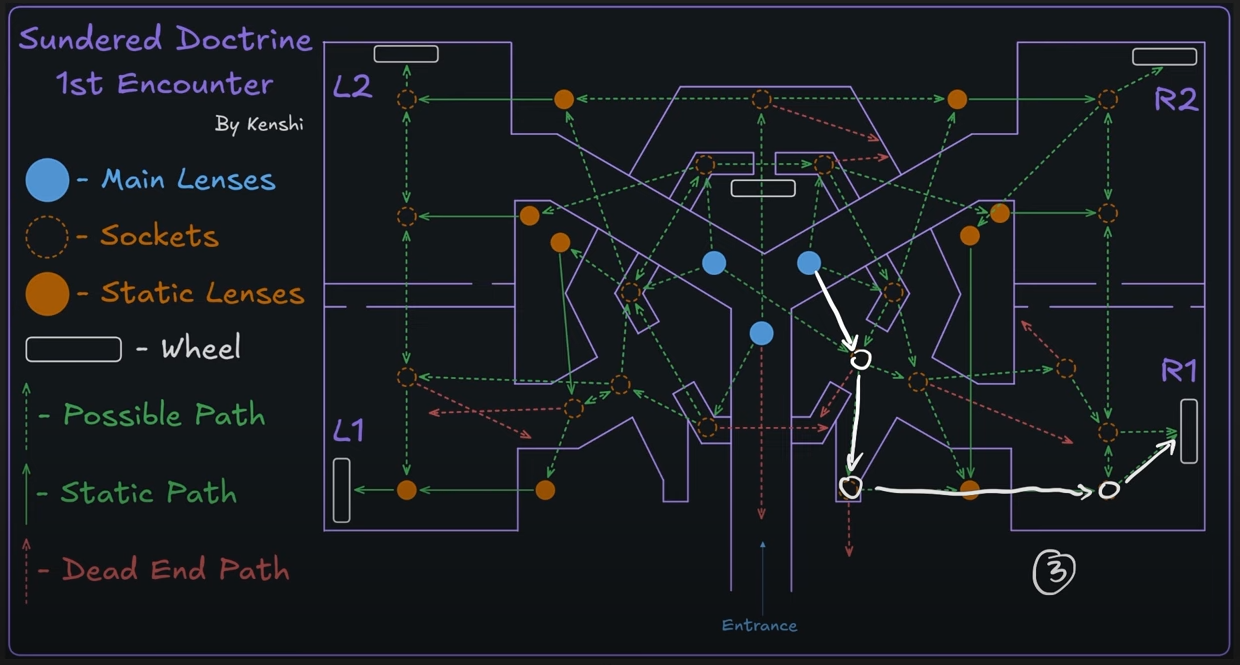 Sundered Doctrine
1st Encounter
By Kenshi
- Main Lenses
- Sockets
- Static Lenses
- Wheel
- Possible Path
- Static Path
- Dead End Path
L2
R2
L1
R1
3
Entrance